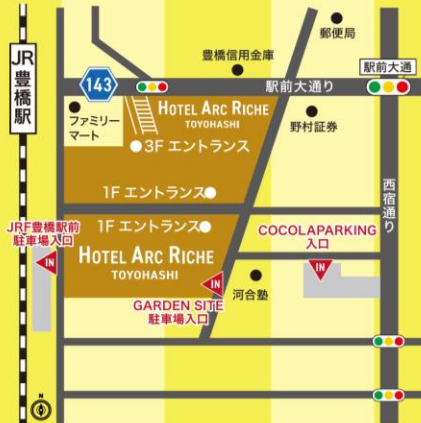 郵便局
豊橋信用金庫
駅前大通
JR豊橋駅
143
駅前大通り
HOTEL ARC RICHE
TOYOHASHI
ファミリー
マート
野村証券
3F エントランス
1F エントランス
西宿通り
1F エントランス
JRF豊橋駅前
駐車場入口
COCOLAPARKING
入口
HOTEL ARC RICHE
TOYOHASHI
IN
IN
IN
河合塾
GARDEN SITE
駐車場入口
N